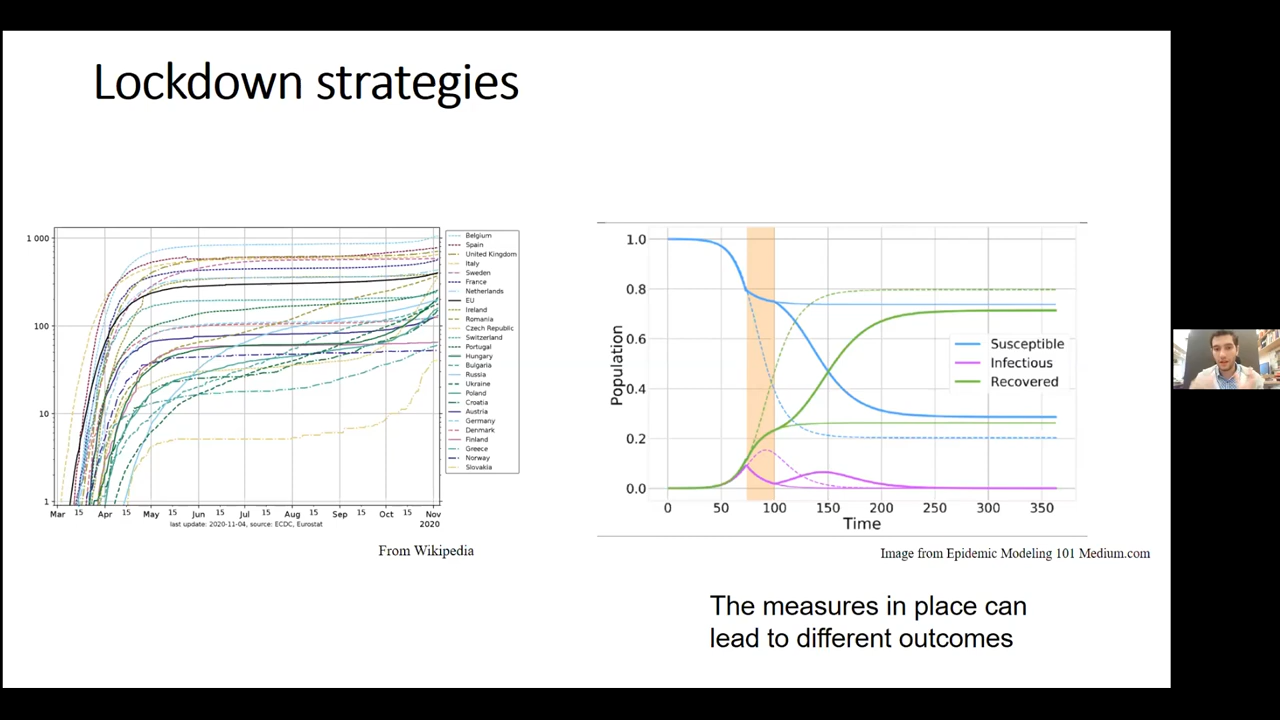 Lockdown strategies
1 000
100
10
1
Mar 15 Apr 15 May 15 Jun 15 Jul 15 Aug 15 Sep 15 Oct 15 Nov
2020
last update: 2020-11-04, source: ECDC, Eurostat
Belgium
Spain
United Kingdom
Italy
Sweden
France
Netherlands
EU
Ireland
Romania
Czech Republic
Switzerland
Portugal
Hungary
Bulgaria
Russia
Ukraine
Poland
Croatia
Austria
Germany
Denmark
Finland
Greece
Norway
Slovakia
From Wikipedia
Population
1.0
0.8
0.6
0.4
0.2
0.0
0 50 100 150 200 250 300 350
Time
Susceptible
Infectious
Recovered
Image from Epidemic Modeling 101 Medium.com
The measures in place can
lead to different outcomes